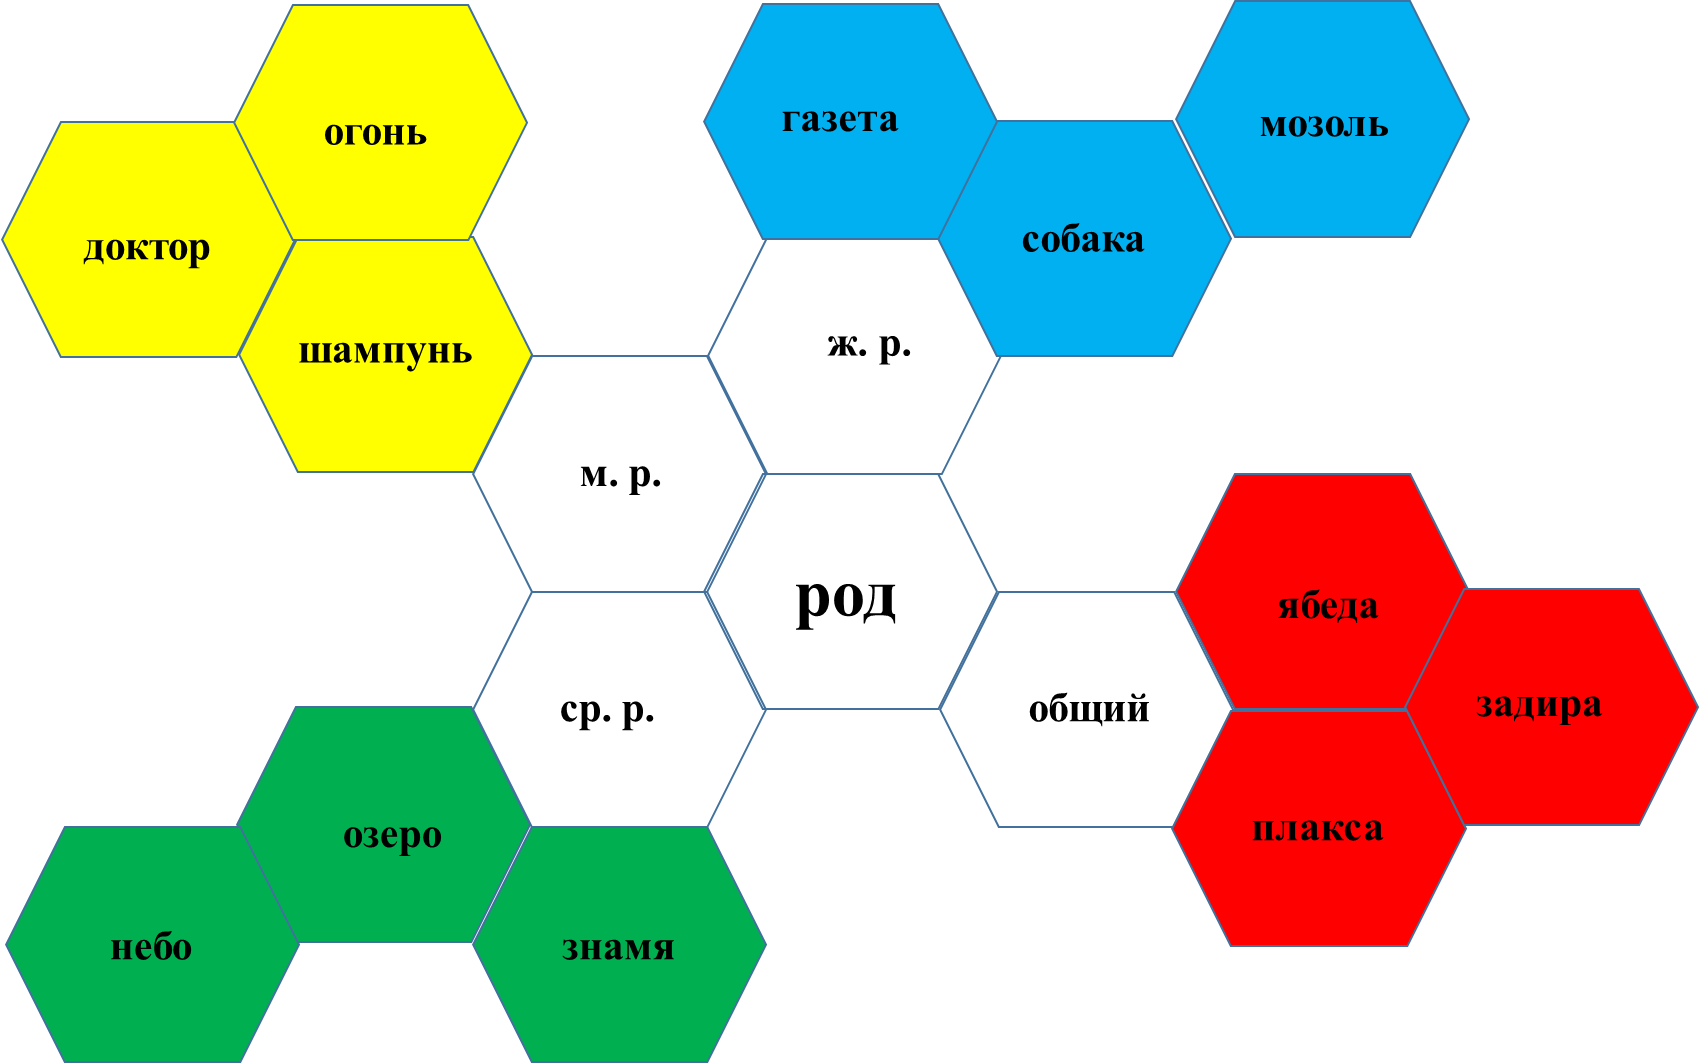 огонь
доктор
шампунь
газета
собака
мозоль
ж. р.
м. р.
род
ср. р.
общий
ябеда
задира
плакса
озеро
небо
знамя